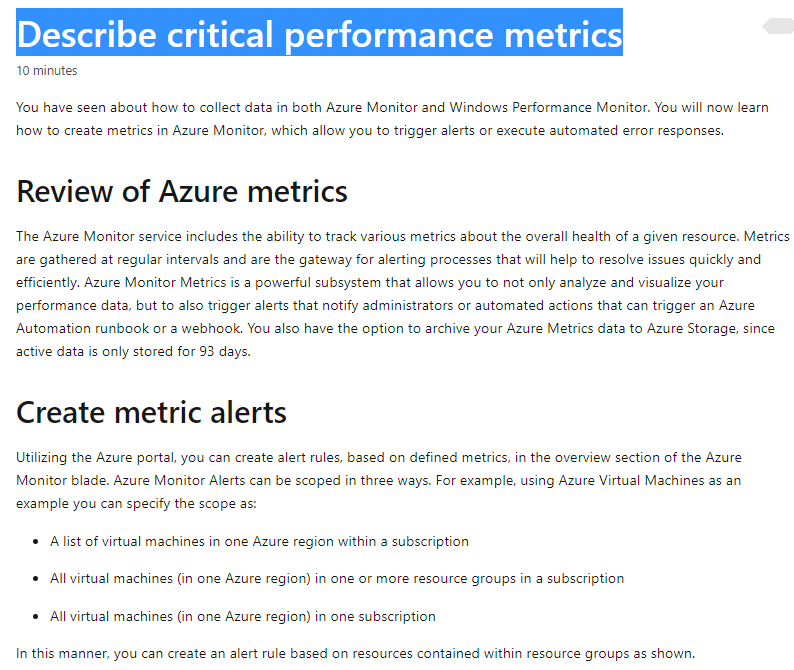 Describe critical performance metrics
10 minutes
You have seen about how to collect data in both Azure Monitor and Windows Performance Monitor. You will now learn
how to create metrics in Azure Monitor, which allow you to trigger alerts or execute automated error responses.
Review of Azure metrics
The Azure Monitor service includes the ability to track various metrics about the overall health of a given resource. Metrics
are gathered at regular intervals and are the gateway for alerting processes that will help to resolve issues quickly and
efficiently. Azure Monitor Metrics is a powerful subsystem that allows you to not only analyze and visualize your
performance data, but to also trigger alerts that notify administrators or automated actions that can trigger an Azure
Automation runbook or a webhook. You also have the option to archive your Azure Metrics data to Azure Storage, since
active data is only stored for 93 days.
Create metric alerts
Utilizing the Azure portal, you can create alert rules, based on defined metrics, in the overview section of the Azure
Monitor blade. Azure Monitor Alerts can be scoped in three ways. For example, using Azure Virtual Machines as an
example you can specify the scope as:
• A list of virtual machines in one Azure region within a subscription
• All virtual machines (in one Azure region) in one or more resource groups in a subscription
• All virtual machines (in one Azure region) in one subscription
In this manner, you can create an alert rule based on resources contained within resource groups as shown.